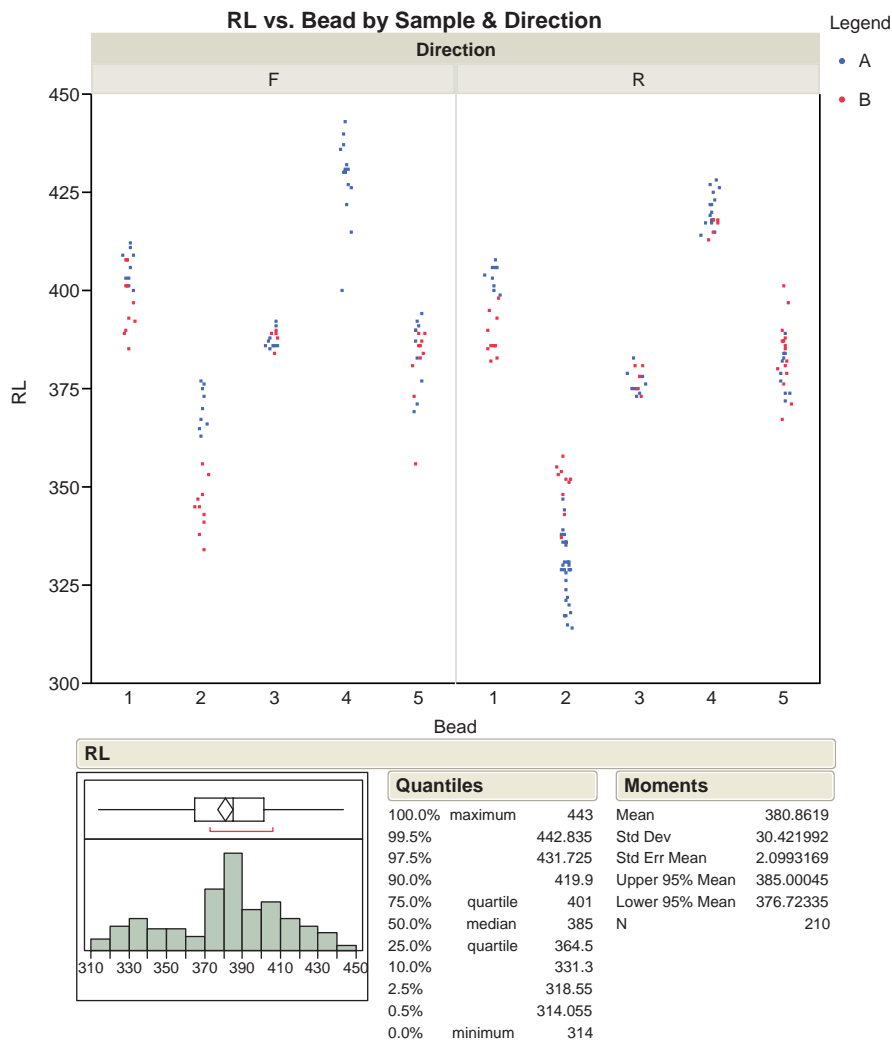 RL vs. Bead by Sample & Direction
Legend
A
B
Direction
F R
450
425
400
375
350
325
300
RL
1 2 3 4 5 1 2 3 4 5
Bead
RL
310 330 350 370 390 410 430 450
Quantiles
100.0% maximum 443
99.5% 442.835
97.5% 431.725
90.0% 419.9
75.0% quartile 401
50.0% median 385
25.0% quartile 364.5
10.0% 331.3
2.5% 318.55
0.5% 314.055
0.0% minimum 314
Moments
Mean 380.8619
Std Dev 30.421992
Std Err Mean 2.0993169
Upper 95% Mean 385.00045
Lower 95% Mean 376.72335
N 210